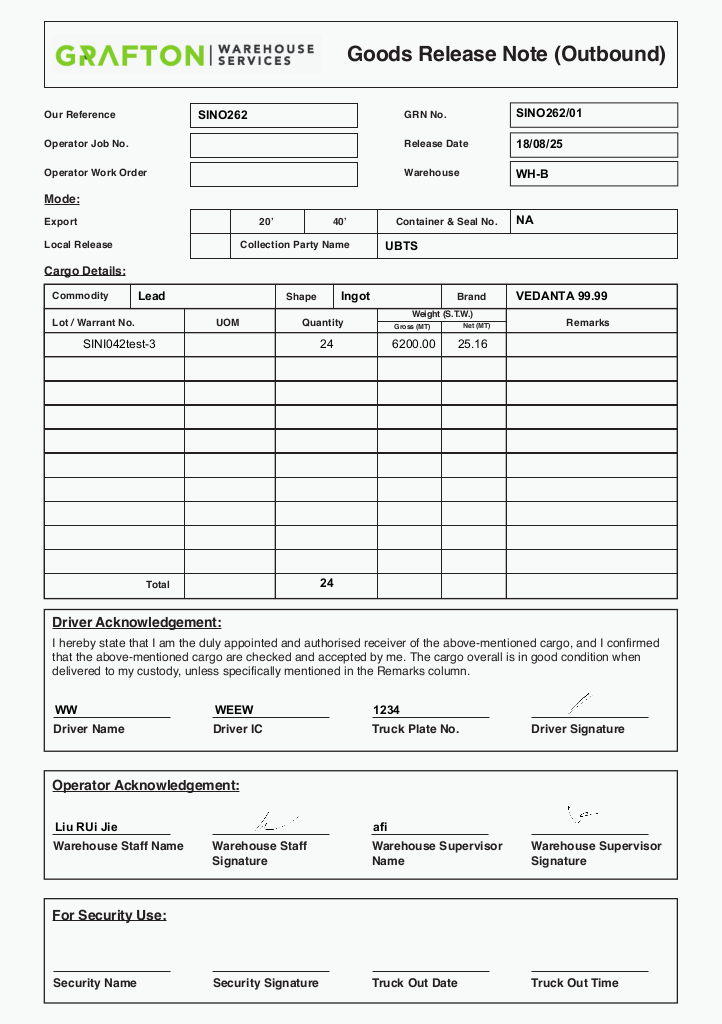 GRAFTON | WAREHOUSE SERVICES
Goods Release Note (Outbound)
Our Reference SINO262 GRN No. SINO262/01
Operator Job No. Release Date 18/08/25
Operator Work Order Warehouse WH-B
Mode:
Export 20' 40' Container & Seal No. NA
Local Release Collection Party Name UBTS
Cargo Details:
Commodity Lead Shape Ingot Brand VEDANTA 99.99
Lot / Warrant No. UOM Quantity Weight (S.T.W.) Remarks
Gross (MT) Net (MT)
SINI042test-3 24 6200.00 25.16
Total 24
Driver Acknowledgement:
I hereby state that I am the duly appointed and authorised receiver of the above-mentioned cargo, and I confirmed
that the above-mentioned cargo are checked and accepted by me. The cargo overall is in good condition when
delivered to my custody, unless specifically mentioned in the Remarks column.
WW WEEW 1234
Driver Name Driver IC Truck Plate No. Driver Signature
Operator Acknowledgement:
Liu RUi Jie afi
Warehouse Staff Name Warehouse Staff Signature Warehouse Supervisor Name Warehouse Supervisor Signature
For Security Use:
Security Name Security Signature Truck Out Date Truck Out Time